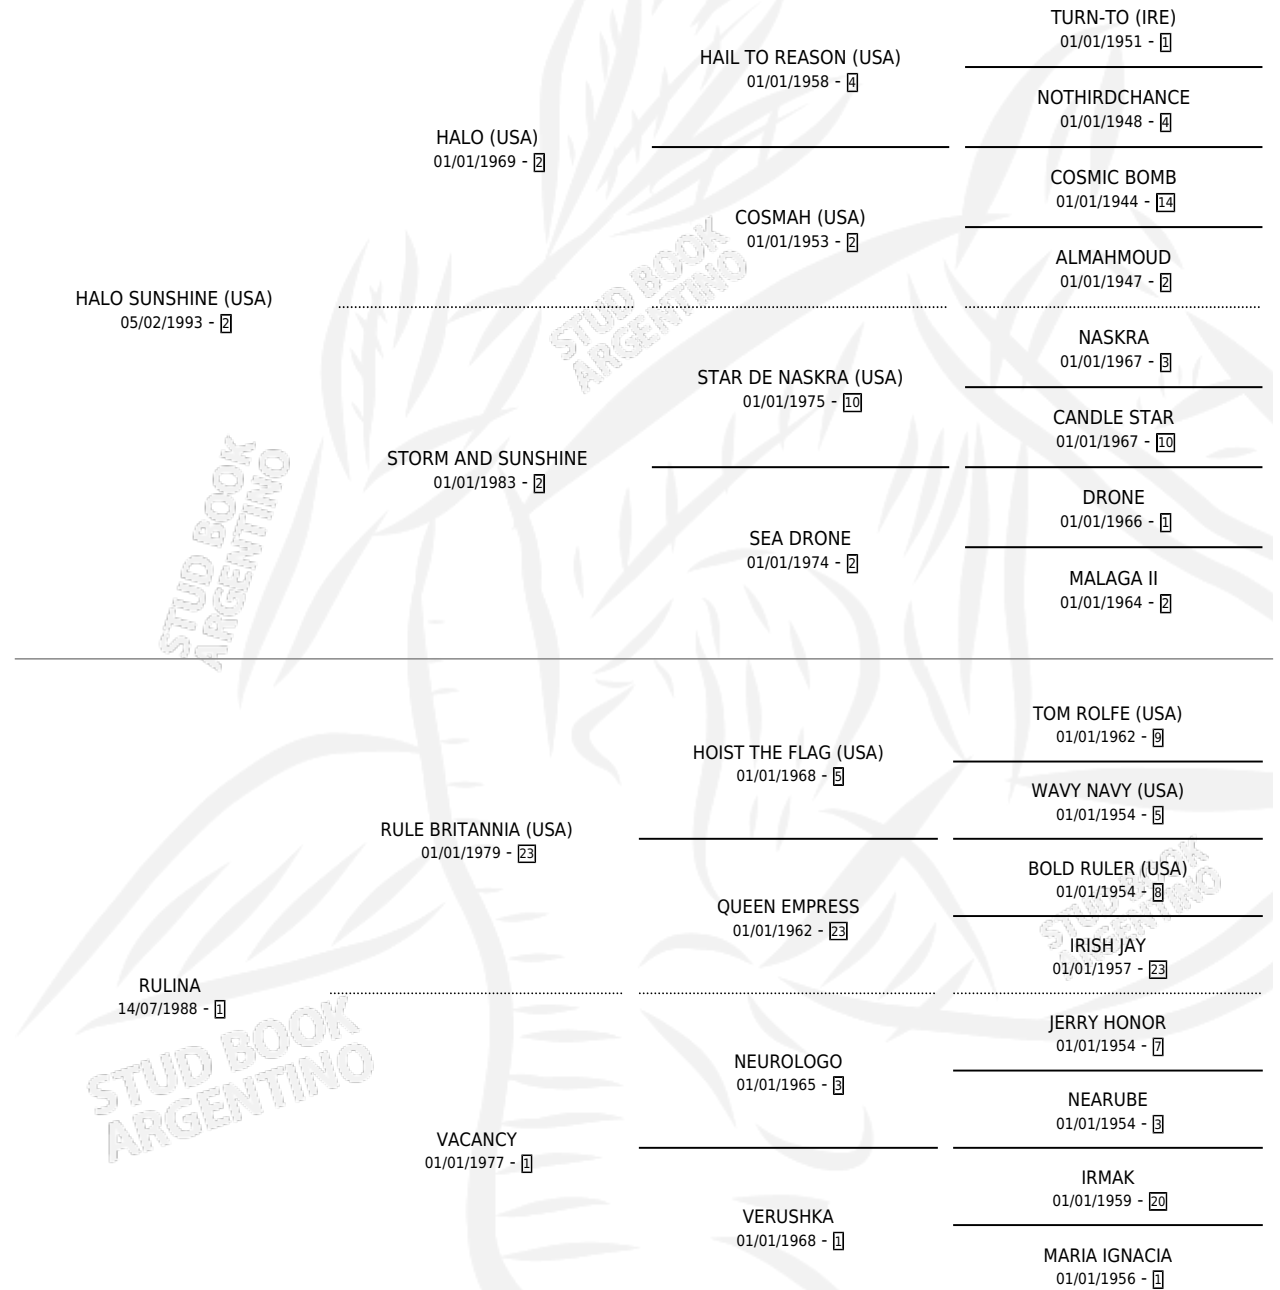 TURN-TO (IRE)
01/01/1951 - 1
HAIL TO REASON (USA)
01/01/1958 - 4
NOTHIRDCHANCE
01/01/1948 - 4
HALO (USA)
01/01/1969 - 2
COSMIC BOMB
01/01/1944 - 14
COSMAH (USA)
01/01/1953 - 2
ALMAHMOUD
01/01/1947 - 2
HALO SUNSHINE (USA)
05/02/1993 - 2
STUD BOOK
ARGENTINO
NASKRA
01/01/1967 - 3
STAR DE NASKRA (USA)
01/01/1975 - 10
CANDLE STAR
01/01/1967 - 10
STORM AND SUNSHINE
01/01/1983 - 2
DRONE
01/01/1966 - 1
SEA DRONE
01/01/1974 - 2
MALAGA II
01/01/1964 - 2
STUD BOOK
ARGENTINO
TOM ROLFE (USA)
01/01/1962 - 9
HOIST THE FLAG (USA)
01/01/1968 - 5
WAVY NAVY (USA)
01/01/1954 - 5
RULE BRITANNIA (USA)
01/01/1979 - 23
BOLD RULER (USA)
01/01/1954 - 8
QUEEN EMPRESS
01/01/1962 - 23
STUD BOOK
ARGENTINO
IRISH JAY
01/01/1957 - 23
RULINA
14/07/1988 - 1
JERRY HONOR
01/01/1954 - 7
NEUROLOGO
01/01/1965 - 3
STUD BOOK
ARGENTINO
NEARUBE
01/01/1954 - 3
VACANCY
01/01/1977 - 1
IRMAK
01/01/1959 - 20
VERUSHKA
01/01/1968 - 1
MARIA IGNACIA
01/01/1956 - 1